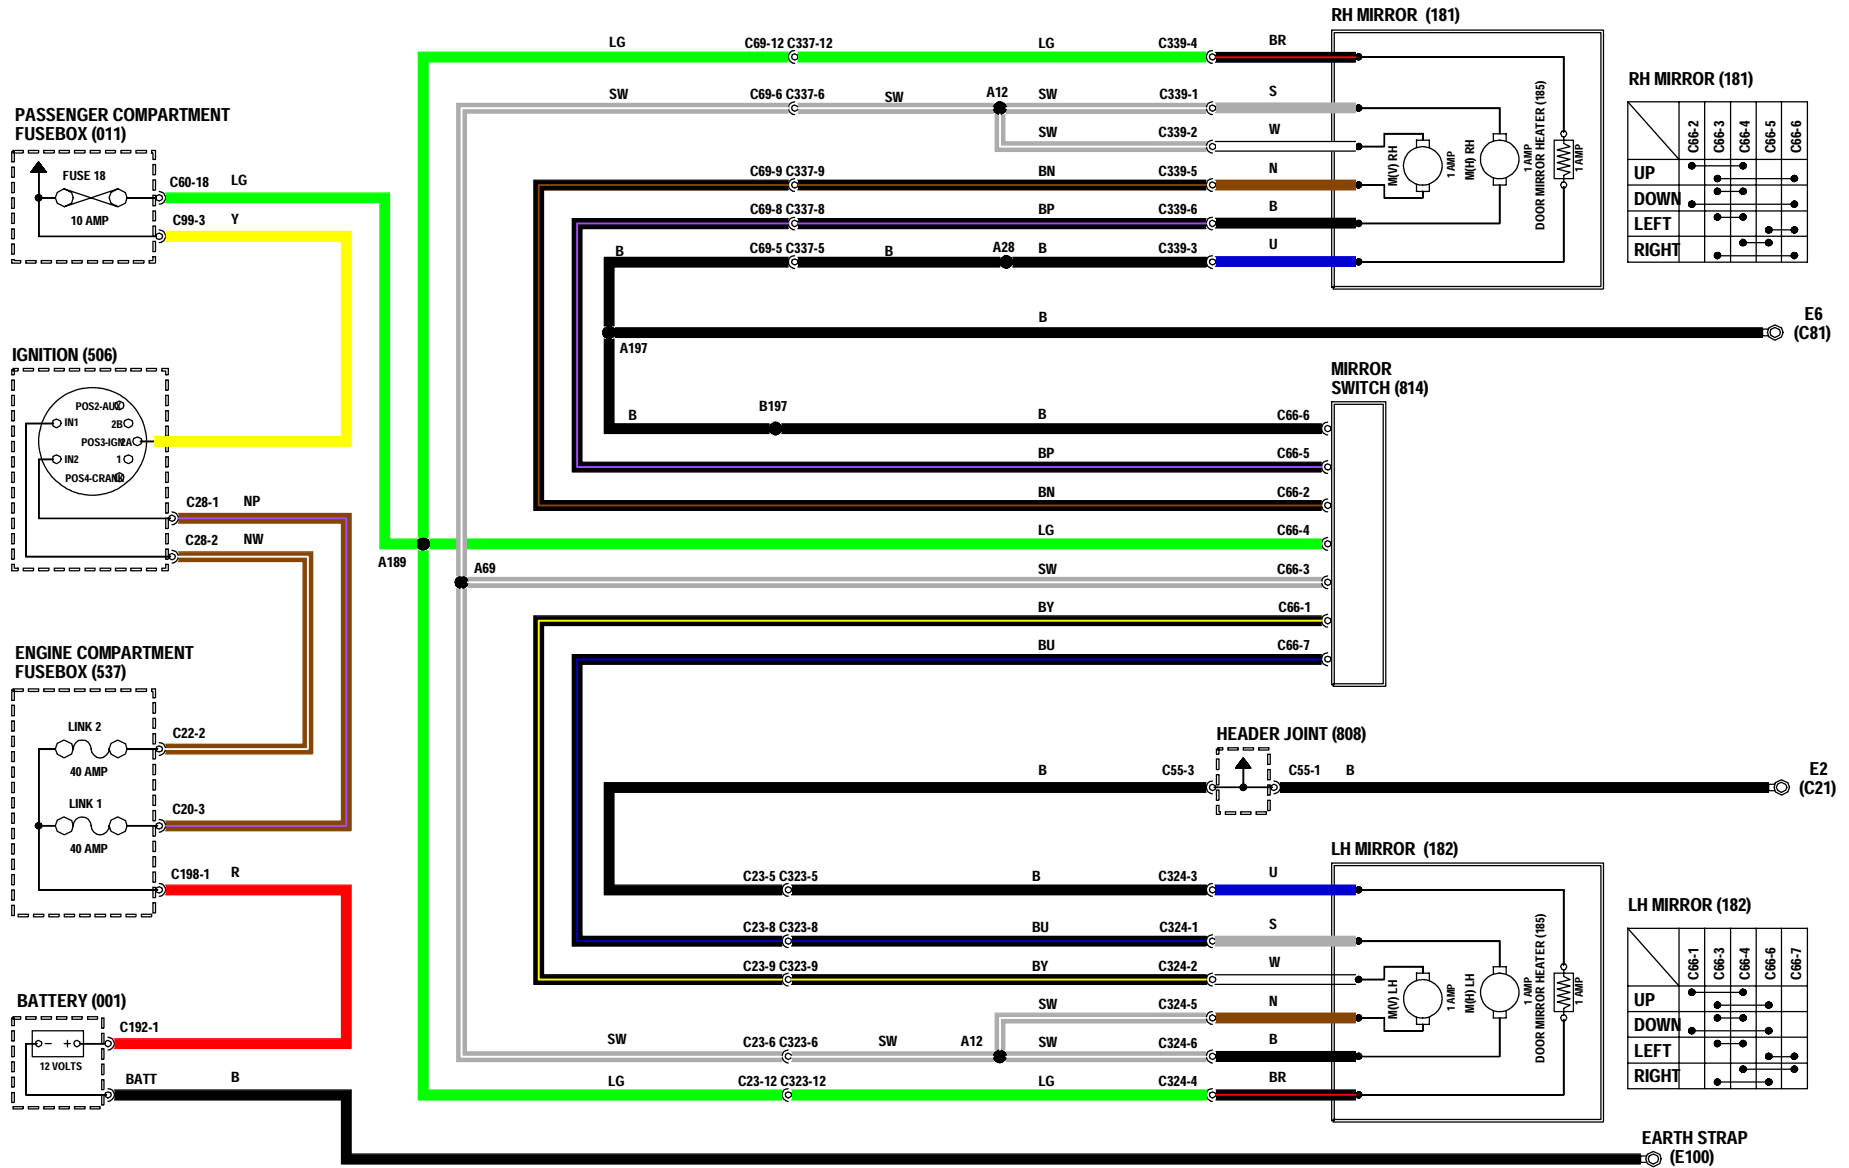 PASSENGER COMPARTMENT
FUSEBOX (011)
FUSE 18
10 AMP
C60-18 LG
C99-3 Y
IGNITION (506)
POS2-AUX
IN1
2B
POS3-IGN
2A
IN2
1
POS4-CRANK
C28-1 NP
C28-2 NW
ENGINE COMPARTMENT
FUSEBOX (537)
LINK 2
40 AMP
C22-2
LINK 1
40 AMP
C20-3
C198-1 R
BATTERY (001)
- +
12 VOLTS
C192-1
BATT B
A189
A69
LG C69-12 C337-12 LG C339-4 BR
SW C69-6 C337-6 SW A12 SW C339-1 S
SW C339-2 W
C69-9 C337-9 BN C339-5 N
C69-8 C337-8 BP C339-6 B
B C69-5 C337-5 B A28 B C339-3 U
RH MIRROR (181)
M(V) RH
1 AMP
M(H) RH
1 AMP
DOOR MIRROR HEATER (185)
1 AMP
RH MIRROR (181)
C66-2 C66-3 C66-4 C66-5 C66-6
UP
DOWN
LEFT
RIGHT
B
A197
E6
(C81)
MIRROR
SWITCH (814)
B B197 B C66-6
BP C66-5
BN C66-2
LG C66-4
SW C66-3
BY C66-1
BU C66-7
HEADER JOINT (808)
B C55-3 C55-1 B
E2
(C21)
LH MIRROR (182)
C23-5 C323-5 B C324-3 U
C23-8 C323-8 BU C324-1 S
C23-9 C323-9 BY C324-2 W
SW C324-5 N
SW C23-6 C323-6 SW A12 SW C324-6 B
LG C23-12 C323-12 LG C324-4 BR
M(V) LH
1 AMP
M(H) LH
1 AMP
DOOR MIRROR HEATER (185)
1 AMP
LH MIRROR (182)
C66-1 C66-3 C66-4 C66-6 C66-7
UP
DOWN
LEFT
RIGHT
EARTH STRAP
(E100)